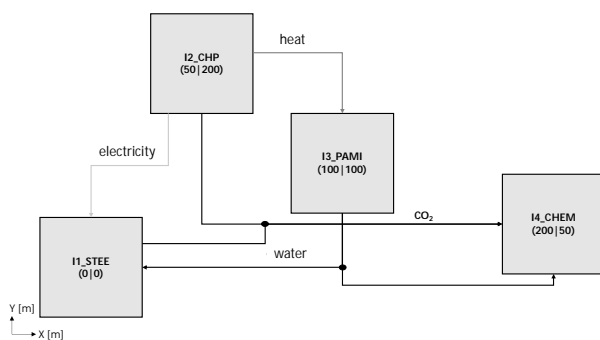 I2_CHP
(50|200)
heat
I3_PAMI
(100|100)
electricity
I4_CHEM
(200|50)
CO₂
I1_STEE
(0|0)
water
Y [m]
X [m]